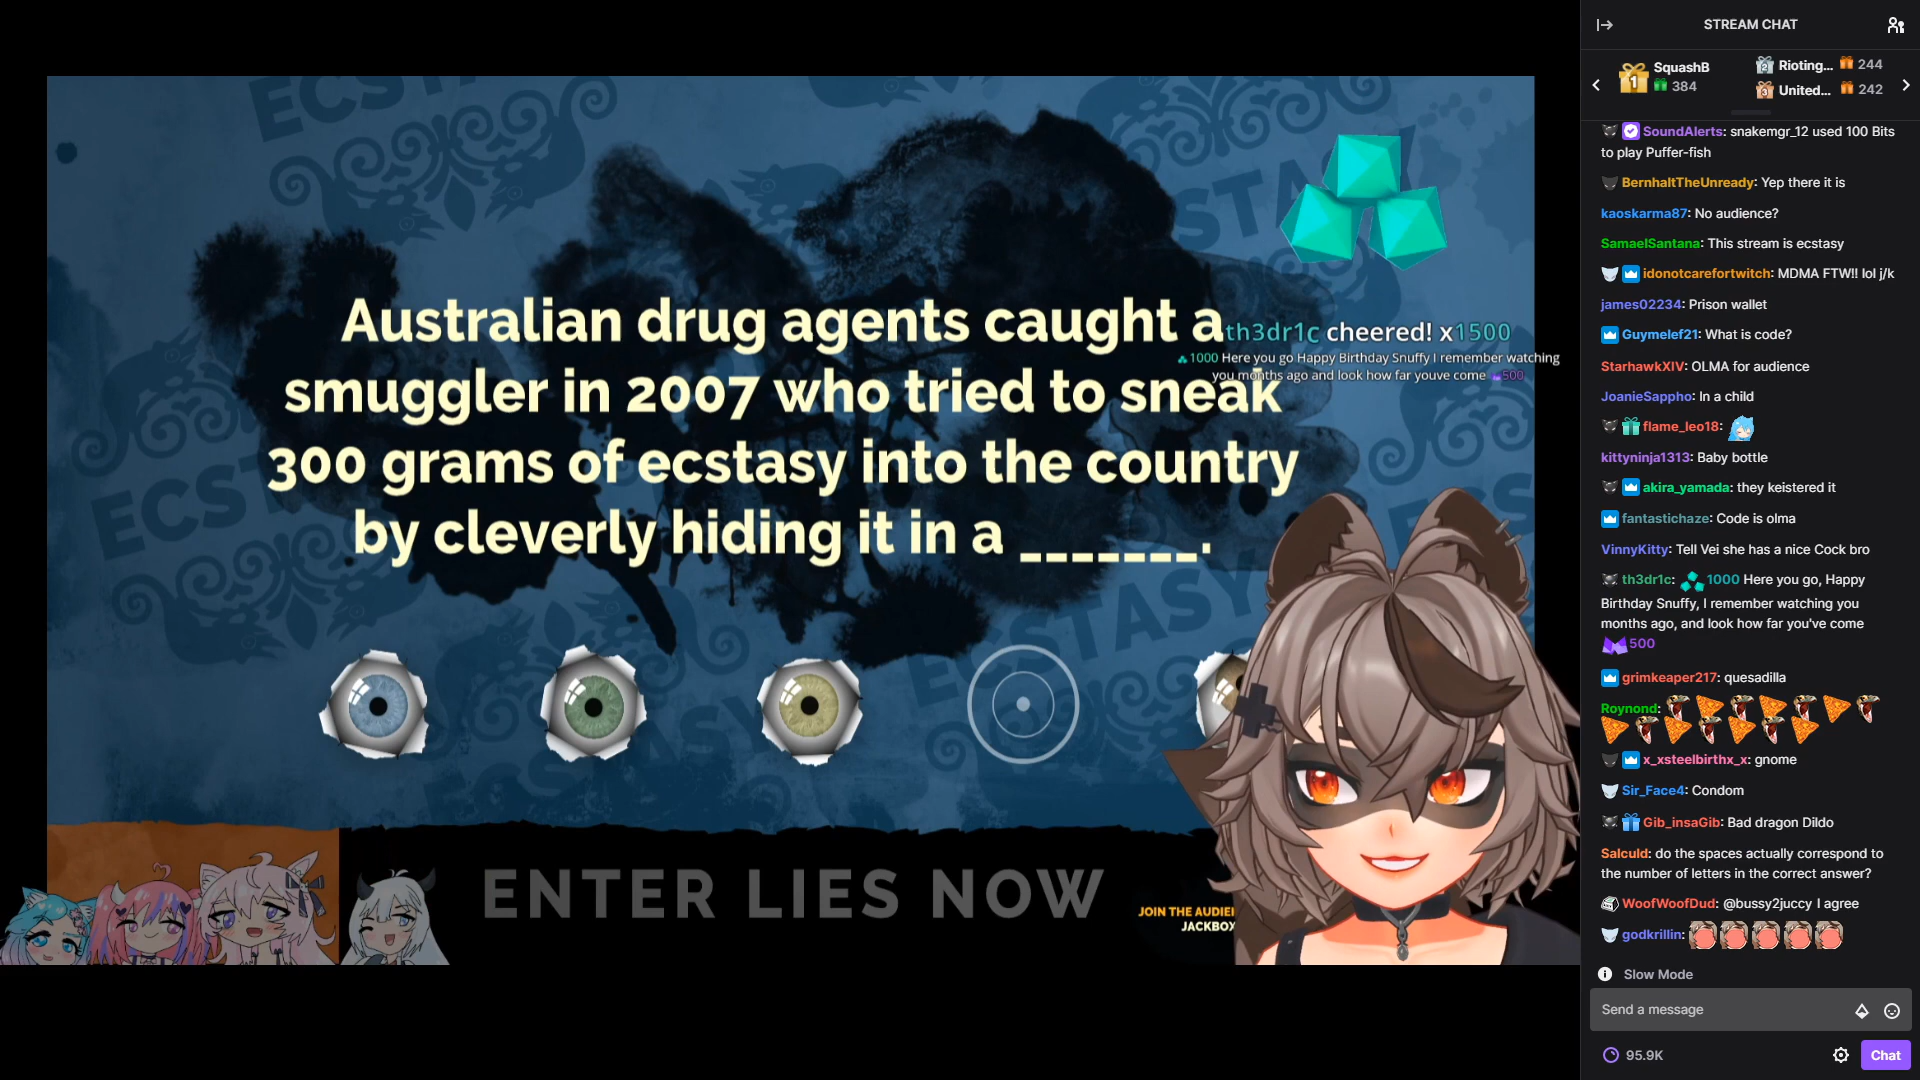 ECSTASY
Australian drug agents caught a
smuggler in 2007 who tried to sneak
300 grams of ecstasy into the country
by cleverly hiding it in a _______.
th3dr1c cheered! x1500
1000 Here you go Happy Birthday Snuffy I remember watching
you months ago and look how far youve come 500
ENTER LIES NOW
JOIN THE AUDIE
JACKBOX
STREAM CHAT
1 SquashB
384
2 Rioting... 244
3 United... 242
SoundAlerts: snakemgr_12 used 100 Bits
to play Puffer-fish
BernhaltTheUnready: Yep there it is
kaoskarma87: No audience?
SamaelSantana: This stream is ecstasy
idonotcarefortwitch: MDMA FTW!! lol j/k
james02234: Prison wallet
Guymelef21: What is code?
StarhawkXIV: OLMA for audience
JoanieSappho: In a child
flame_leo18:
kittyninja1313: Baby bottle
akira_yamada: they keistered it
fantastichaze: Code is olma
VinnyKitty: Tell Vei she has a nice Cock bro
th3dr1c: 1000 Here you go, Happy
Birthday Snuffy, I remember watching you
months ago, and look how far you've come
500
grimkeaper217: quesadilla
Roynond:
x_xsteelbirthx_x: gnome
Sir_Face4: Condom
Gib_insaGib: Bad dragon Dildo
Salculd: do the spaces actually correspond to
the number of letters in the correct answer?
WoofWoofDud: @bussy2juccy I agree
godkrillin:
Slow Mode
Send a message
95.9K
Chat